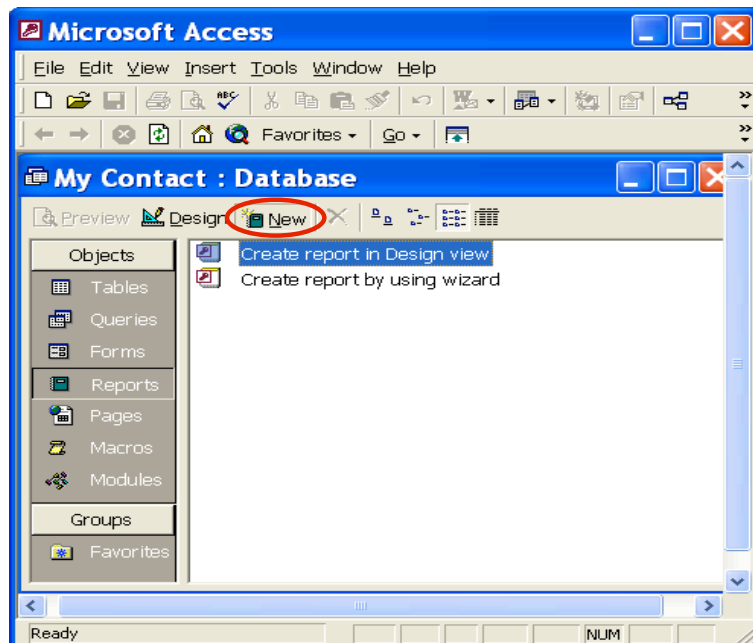 Microsoft Access
File Edit View Insert Tools Window Help
ABC
Favorites Go
My Contact : Database
Preview Design New
Objects
Create report in Design view
Create report by using wizard
Tables
Queries
Forms
Reports
Pages
Macros
Modules
Groups
Favorites
Ready NUM